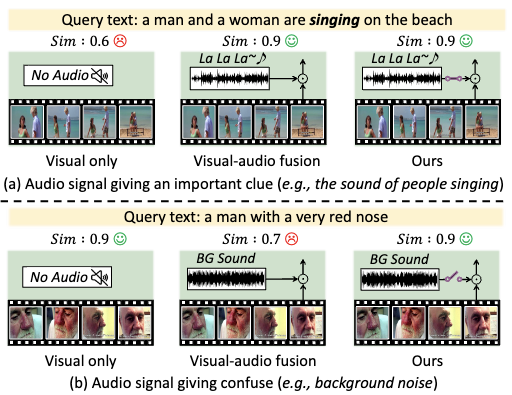 Query text: a man and a woman are singing on the beach
Sim : 0.6 Sim : 0.9 Sim : 0.9
No Audio La La La~♪ La La La~♪
Visual only Visual-audio fusion Ours
(a) Audio signal giving an important clue (e.g., the sound of people singing)
Query text: a man with a very red nose
Sim : 0.9 Sim : 0.7 Sim : 0.9
No Audio BG Sound BG Sound
Visual only Visual-audio fusion Ours
(b) Audio signal giving confuse (e.g., background noise)